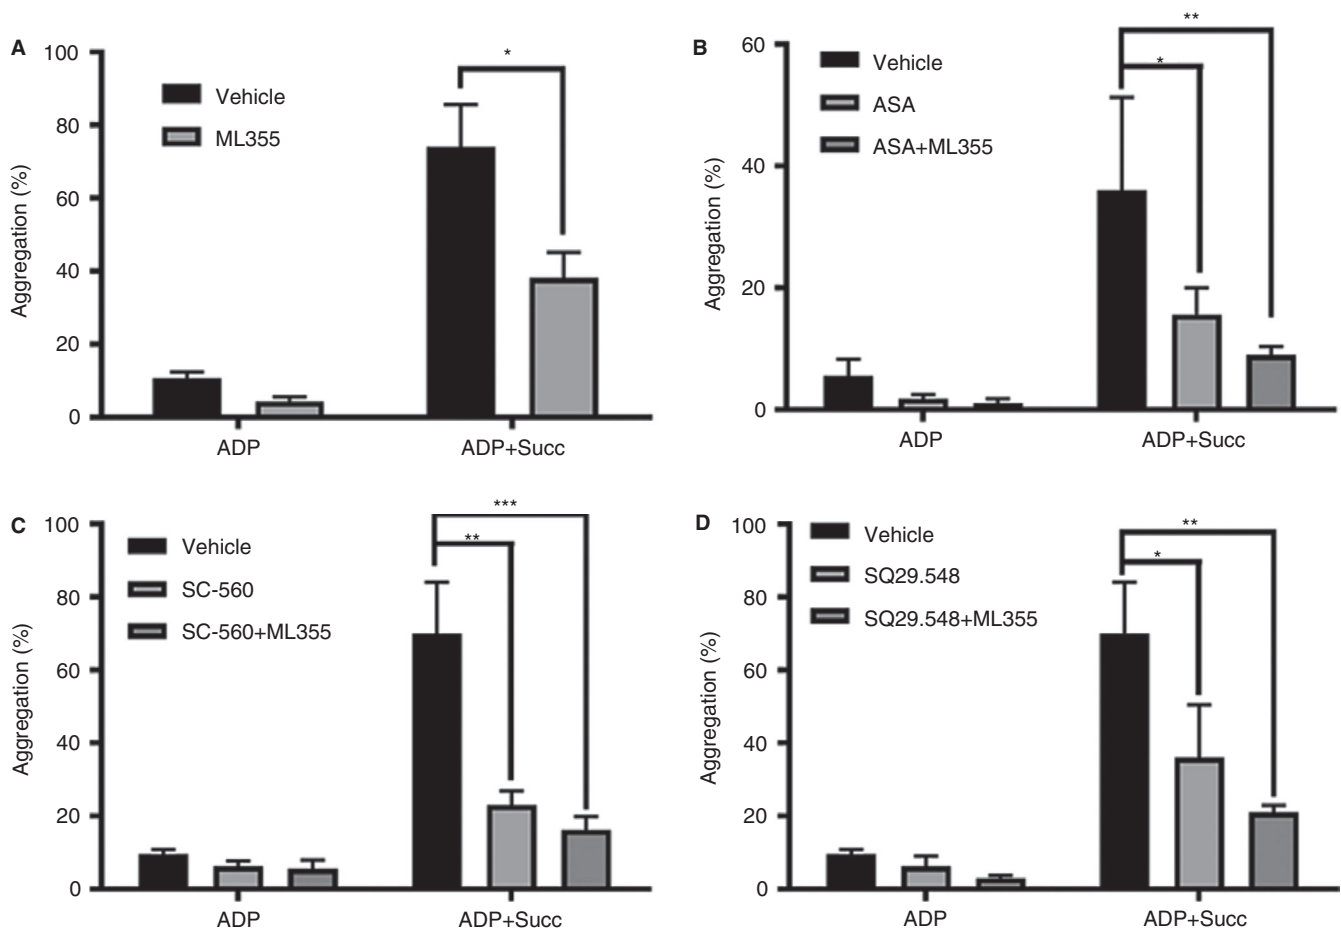 A
100
80
60
40
20
0
Aggregation (%)
Vehicle
ML355
*
ADP
ADP+Succ
B
60
40
20
0
Aggregation (%)
Vehicle
ASA
ASA+ML355
**
*
ADP
ADP+Succ
C
100
80
60
40
20
0
Aggregation (%)
Vehicle
SC-560
SC-560+ML355
***
**
ADP
ADP+Succ
D
100
80
60
40
20
0
Aggregation (%)
Vehicle
SQ29.548
SQ29.548+ML355
**
*
ADP
ADP+Succ